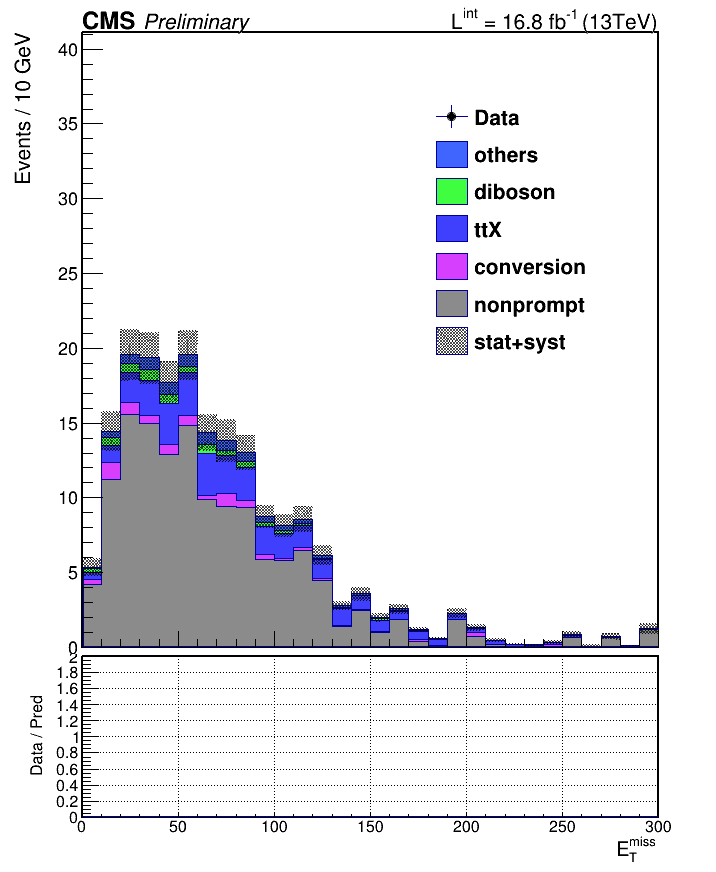 CMS Preliminary
L^int = 16.8 fb^-1 (13TeV)
Events / 10 GeV
40
35
30
25
20
15
10
5
0
Data
others
diboson
ttX
conversion
nonprompt
stat+syst
Data / Pred
2
1.8
1.6
1.4
1.2
1
0.8
0.6
0.4
0.2
0
0 50 100 150 200 250 300
E_T^miss